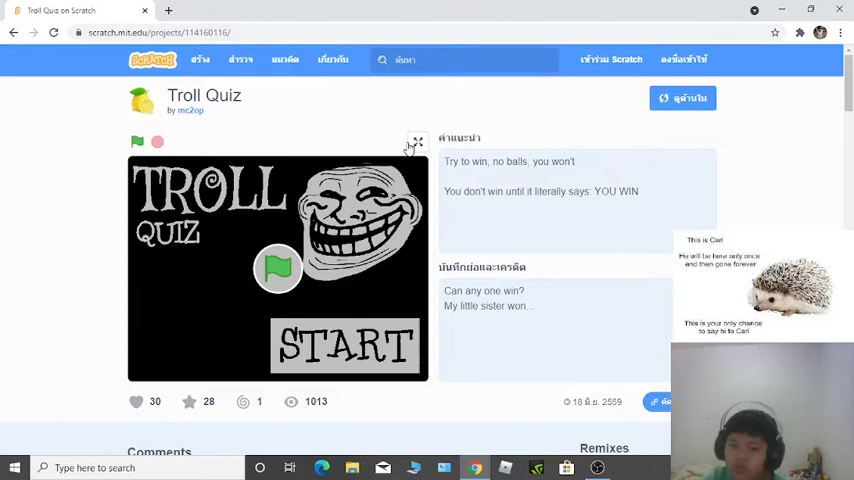 Troll Quiz on Scratch
scratch.mit.edu/projects/114160116/
SCRATCH
สร้าง
สำรวจ
แนวคิด
เกี่ยวกับ
ค้นหา
เข้าร่วม Scratch
ลงชื่อเข้าใช้
Troll Quiz
by mc2op
ดูด้านใน
คำแนะนำ
Try to win, no balls, you won't
You don't win until it literally says: YOU WIN
TROLL
QUIZ
START
บันทึกย่อและเครดิต
Can any one win?
My little sister won...
This is Carl
He will be here only once
and then gone forever
This is your only chance
to say hi to Carl
30
28
1
1013
18 มิ.ย. 2559
Comments
Remixes
Type here to search